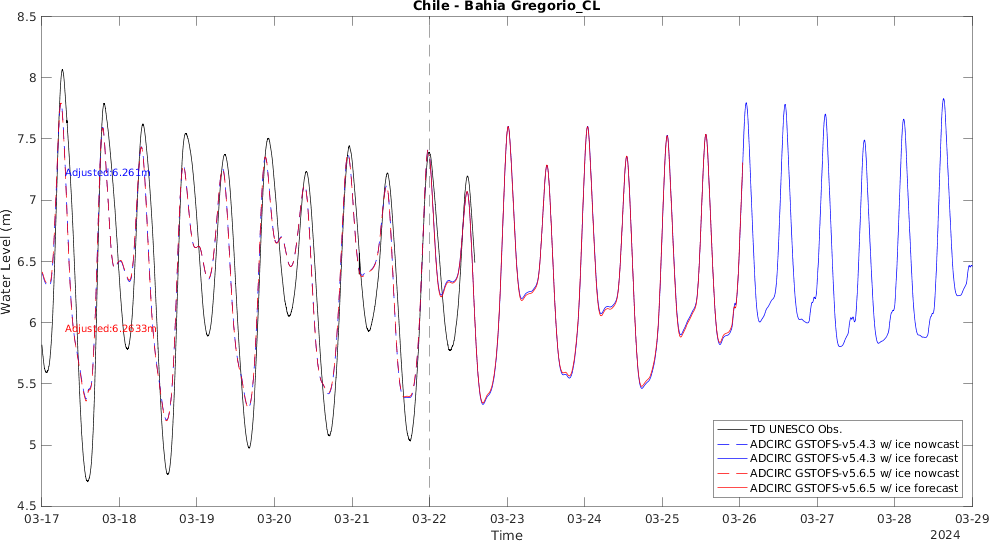 Chile - Bahia Gregorio_CL
8.5
8
7.5
7
6.5
6
5.5
5
4.5
Water Level (m)
Adjusted:6.261m
Adjusted:6.2633m
TD UNESCO Obs.
ADCIRC GSTOFS-v5.4.3 w/ ice nowcast
ADCIRC GSTOFS-v5.4.3 w/ ice forecast
ADCIRC GSTOFS-v5.6.5 w/ ice nowcast
ADCIRC GSTOFS-v5.6.5 w/ ice forecast
03-17 03-18 03-19 03-20 03-21 03-22 03-23 03-24 03-25 03-26 03-27 03-28 03-29
Time
2024